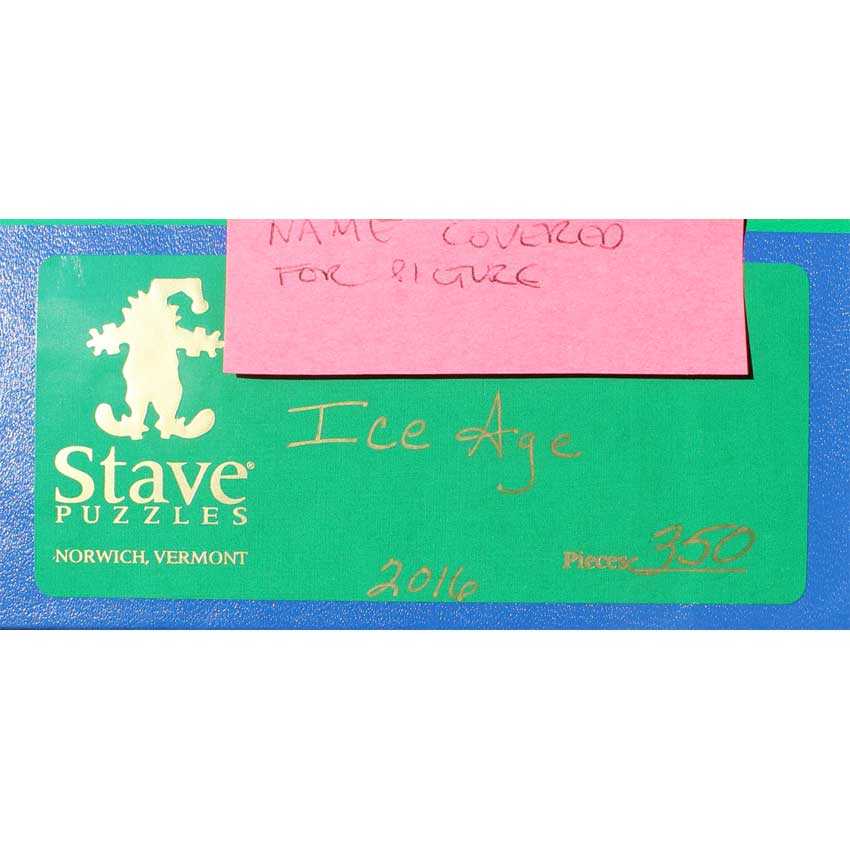 NAME COVERED
FOR PICTURE
Ice Age
Stave®
PUZZLES
NORWICH, VERMONT
Pieces: 350
2016